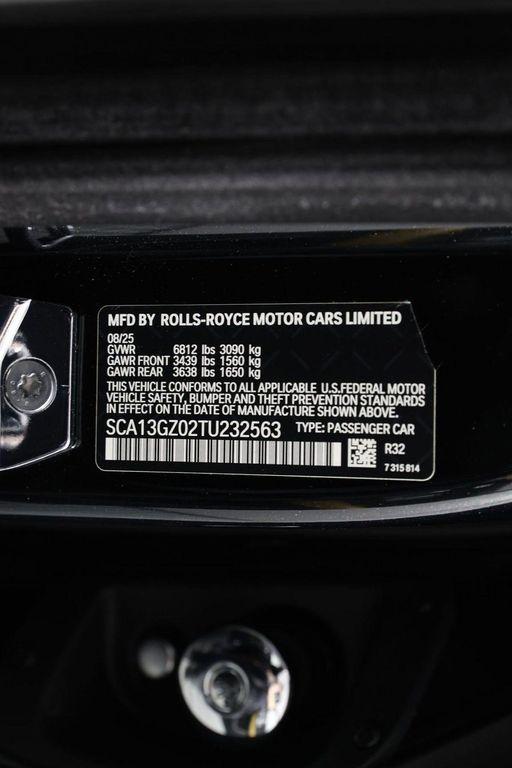 MFD BY ROLLS-ROYCE MOTOR CARS LIMITED
08/25
GVWR 6812 lbs 3090 kg
GAWR FRONT 3439 lbs 1560 kg
GAWR REAR 3638 lbs 1650 kg
THIS VEHICLE CONFORMS TO ALL APPLICABLE U.S.FEDERAL MOTOR
VEHICLE SAFETY, BUMPER AND THEFT PREVENTION STANDARDS
IN EFFECT ON THE DATE OF MANUFACTURE SHOWN ABOVE.
SCA13GZ02TU232563 TYPE: PASSENGER CAR
R32
7 315 814